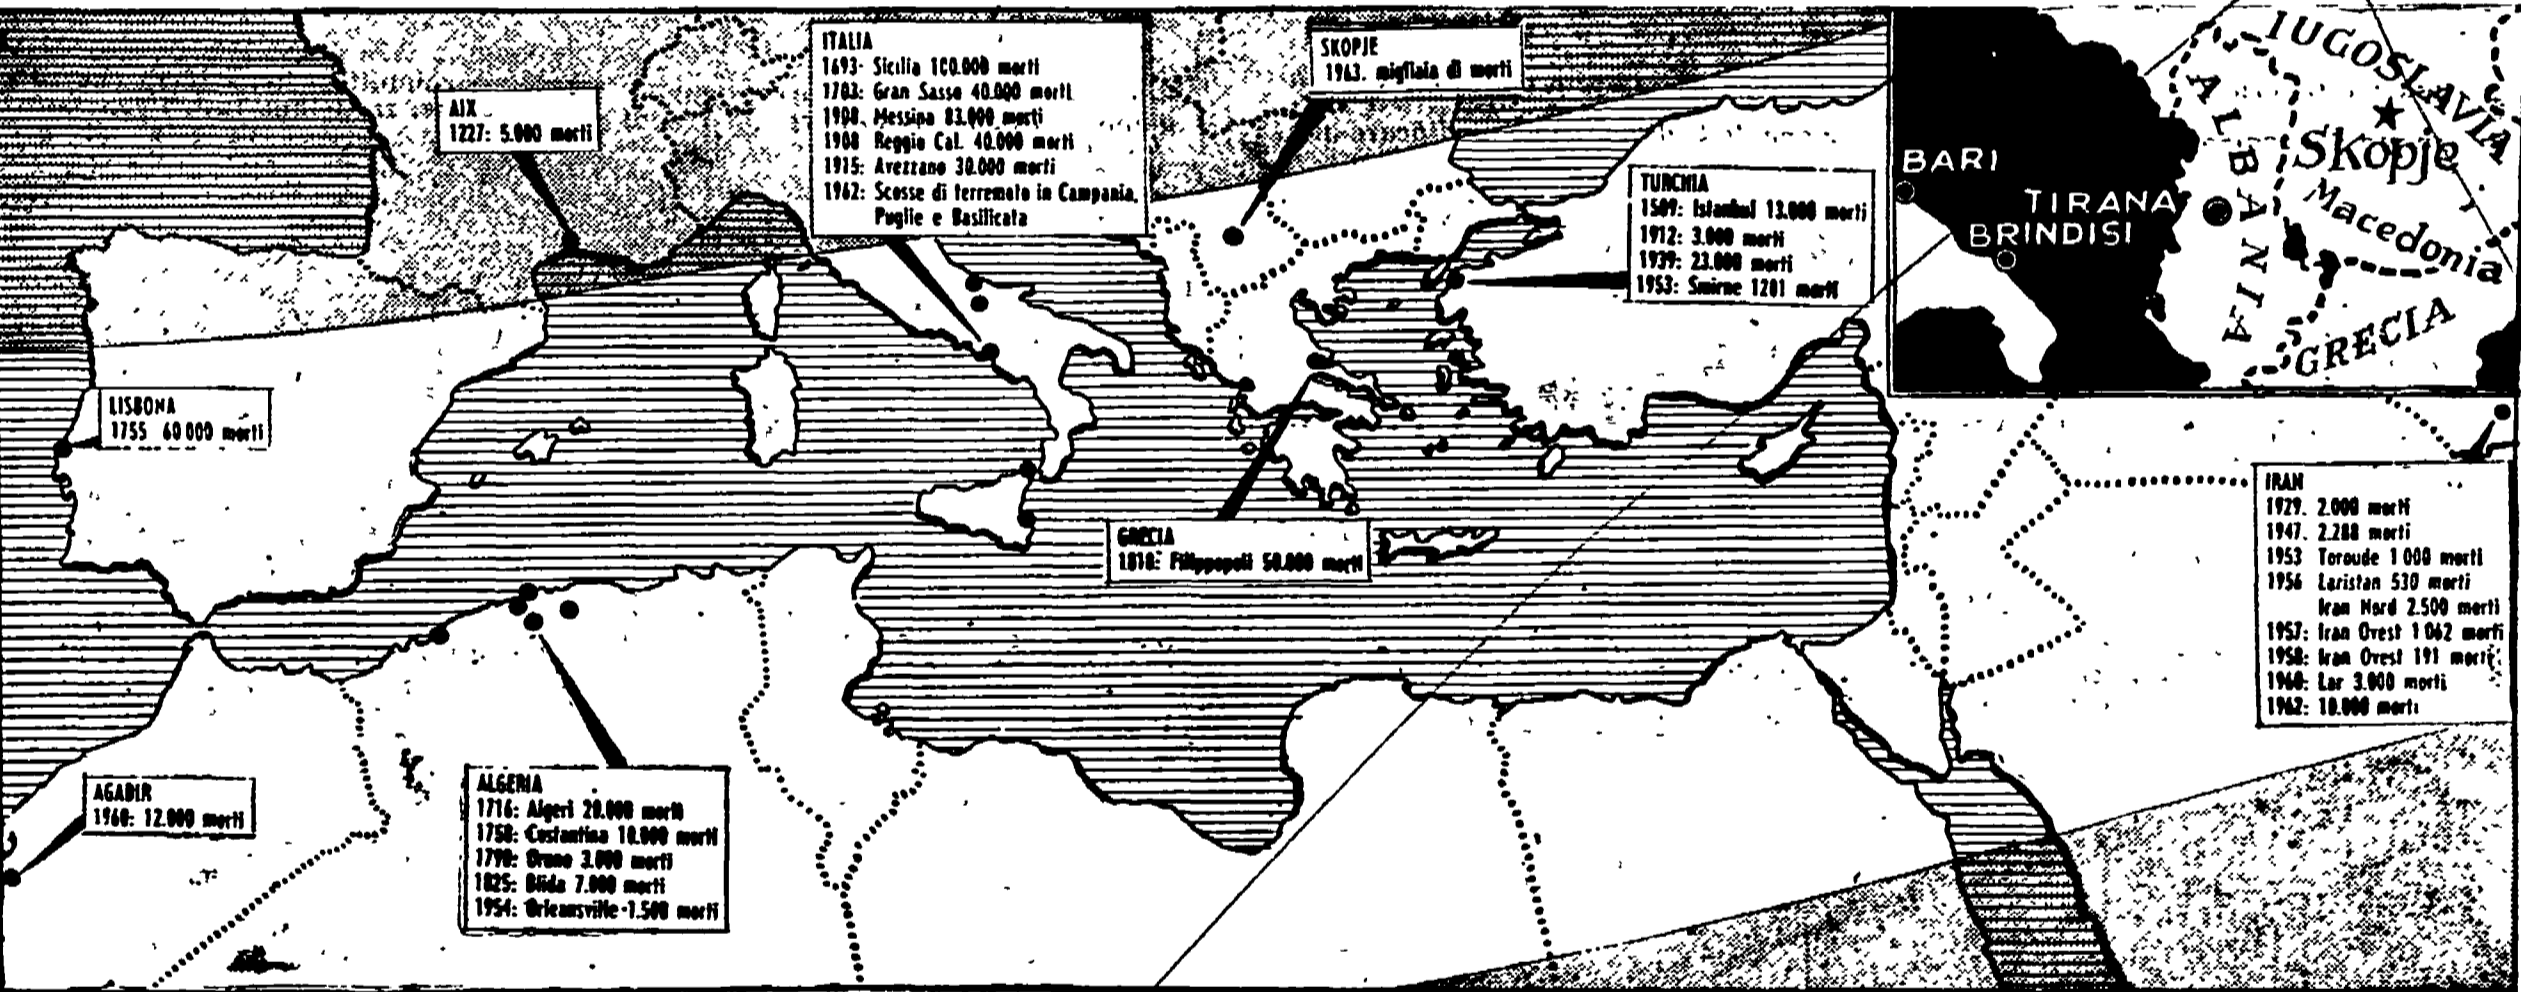 AIX
1227: 5.000 morti
ITALIA
1693- Sicilia 100.000 morti
1783: Gran Sasso 40.000 morti
1908. Messina 83.000 morti
1908 Reggio Cal. 40.000 morti
1915: Avezzano 30.000 morti
1962: Scosse di terremoto in Campania,
Puglie e Basilicata
SKOPJE
1963. migliaia di morti
TURCHIA
1509: Istanbul 13.000 morti
1912: 3.000 morti
1939: 23.000 morti
1953: Smirne 1201 morti
IUGOSLAVIA
ALBANIA
Skopje
Macedonia
BARI
TIRANA
BRINDISI
GRECIA
LISBONA
1755 60 000 morti
GRECIA
1810: Filippopoli 50.000 morti
IRAN
1929. 2.000 morti
1947. 2.288 morti
1953 Toroude 1 000 morti
1956 Laristan 530 morti
Iran Nord 2.500 morti
1957: Iran Ovest 1 062 morti
1958: Iran Ovest 191 morti
1960: Lar 3.000 morti
1962: 10.000 morti
AGADIR
1960: 12.000 morti
ALGERIA
1716: Algeri 20.000 morti
1758: Costantina 10.000 morti
1790: Orano 3.000 morti
1825: Blida 7.000 morti
1954: Orleansville-1.500 morti